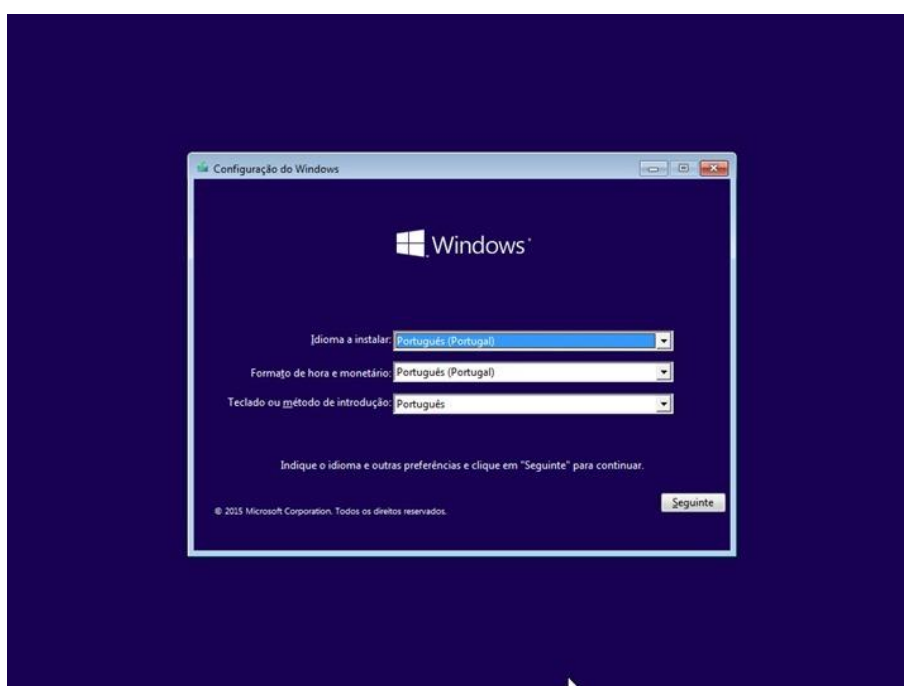 Configuração do Windows
Windows
Idioma a instalar: Português (Portugal)
Formato de hora e monetário: Português (Portugal)
Teclado ou método de introdução: Português
Indique o idioma e outras preferências e clique em "Seguinte" para continuar.
© 2015 Microsoft Corporation. Todos os direitos reservados.
Seguinte